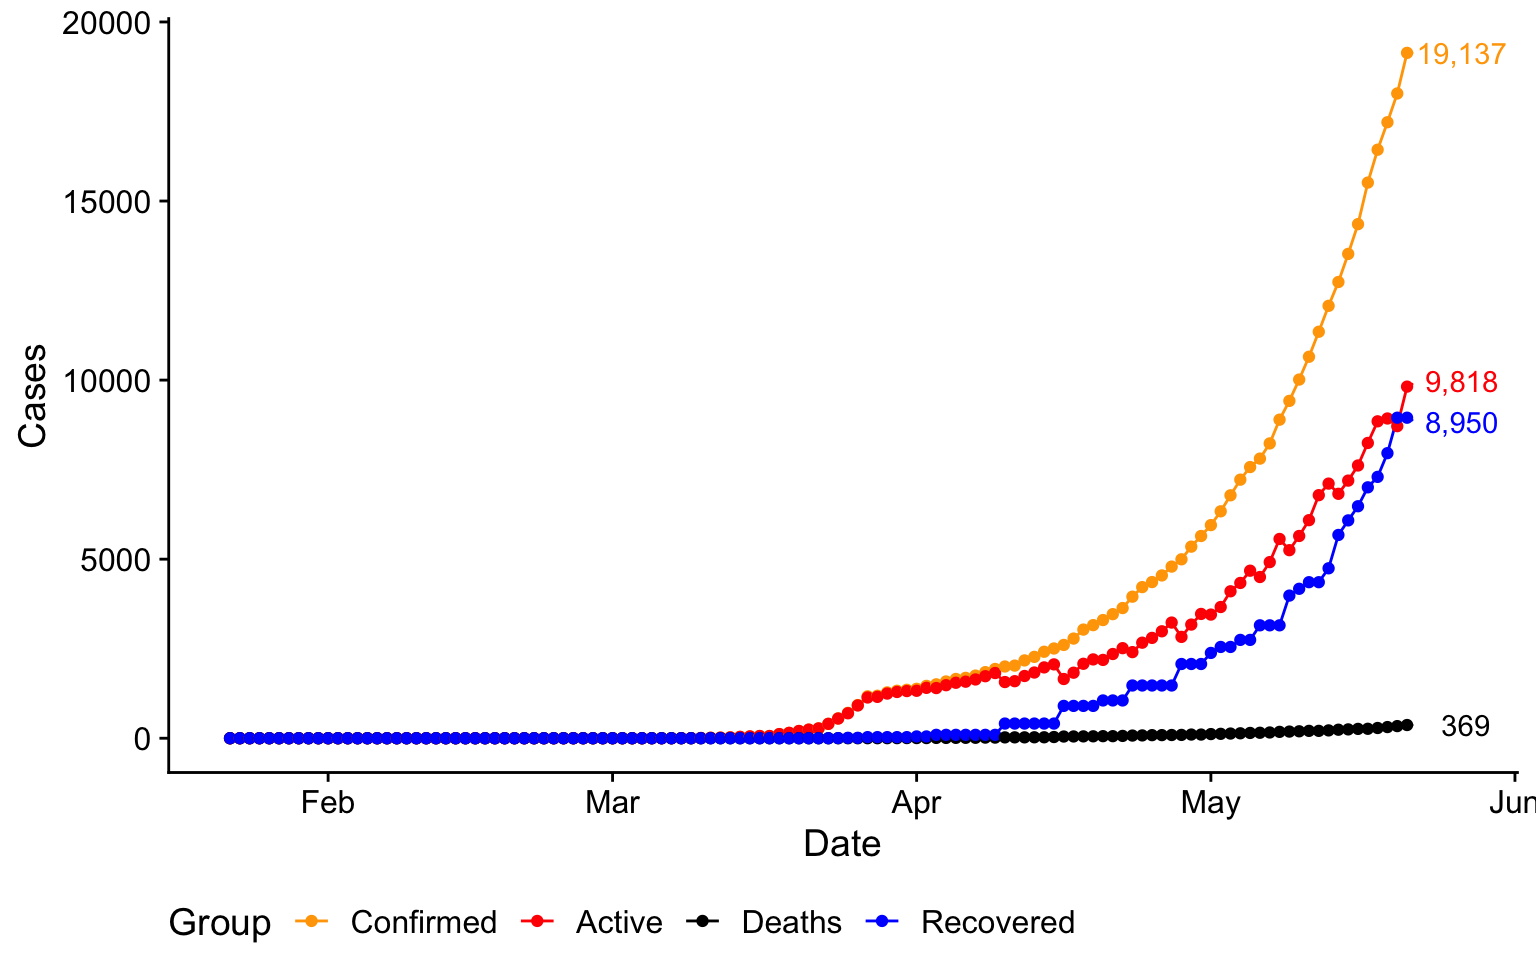 20000
19,137
15000
10000
9,818
8,950
5000
369
0
Cases
Feb Mar Apr May Jun
Date
Group Confirmed Active Deaths Recovered